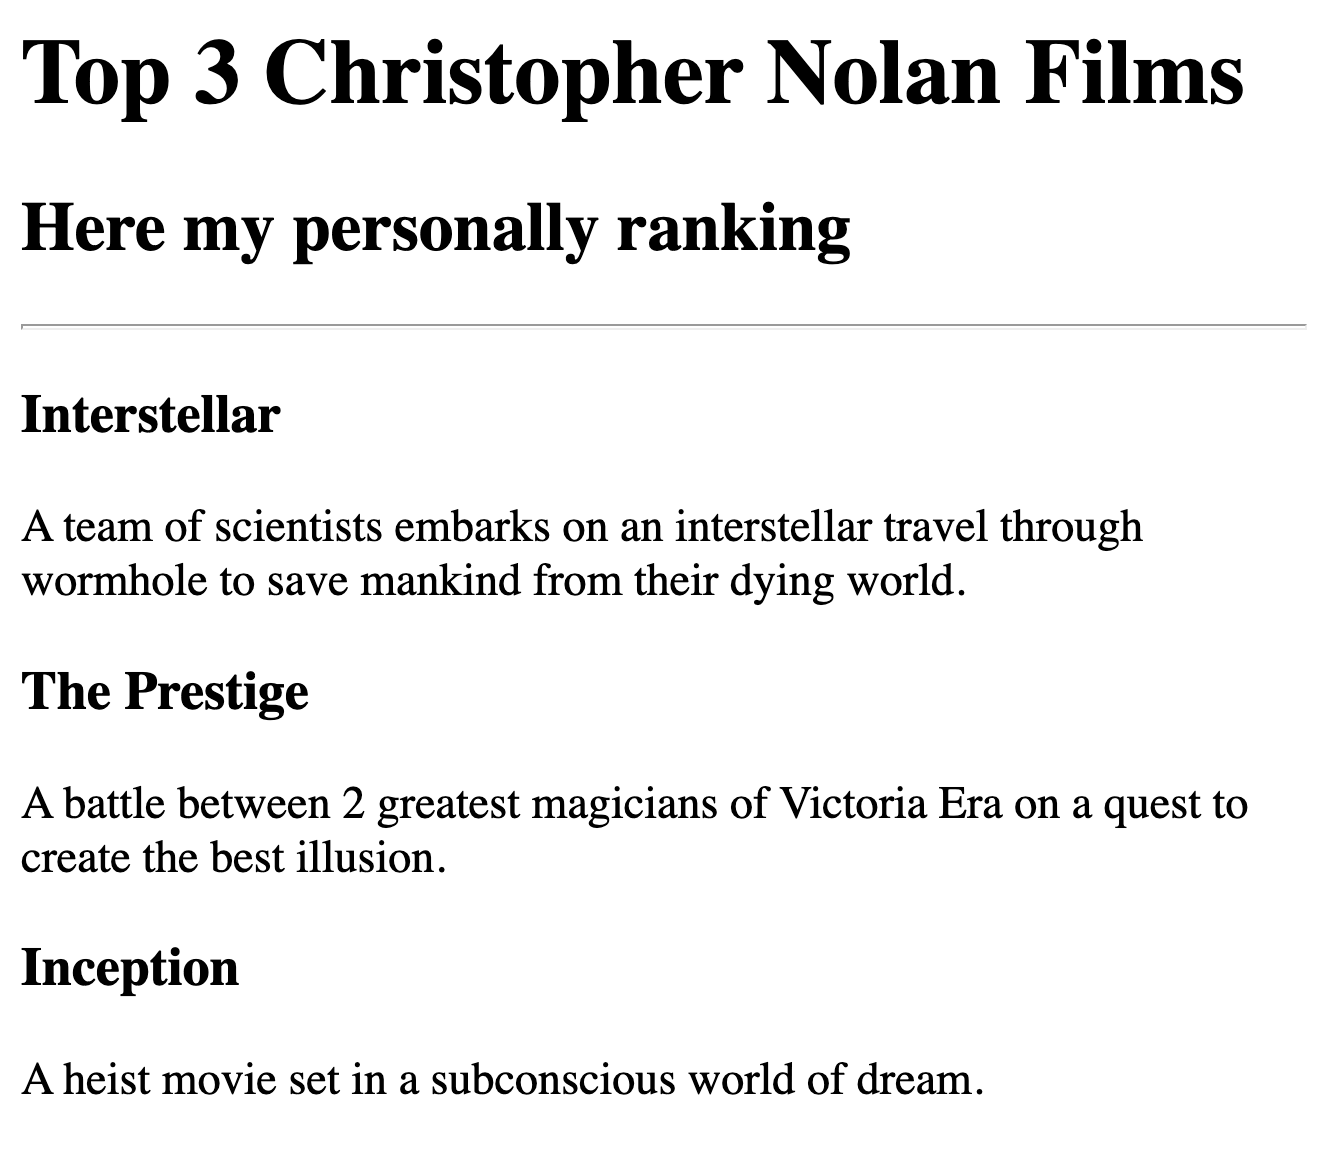 Top 3 Christopher Nolan Films
Here my personally ranking
Interstellar
A team of scientists embarks on an interstellar travel through
wormhole to save mankind from their dying world.
The Prestige
A battle between 2 greatest magicians of Victoria Era on a quest to
create the best illusion.
Inception
A heist movie set in a subconscious world of dream.